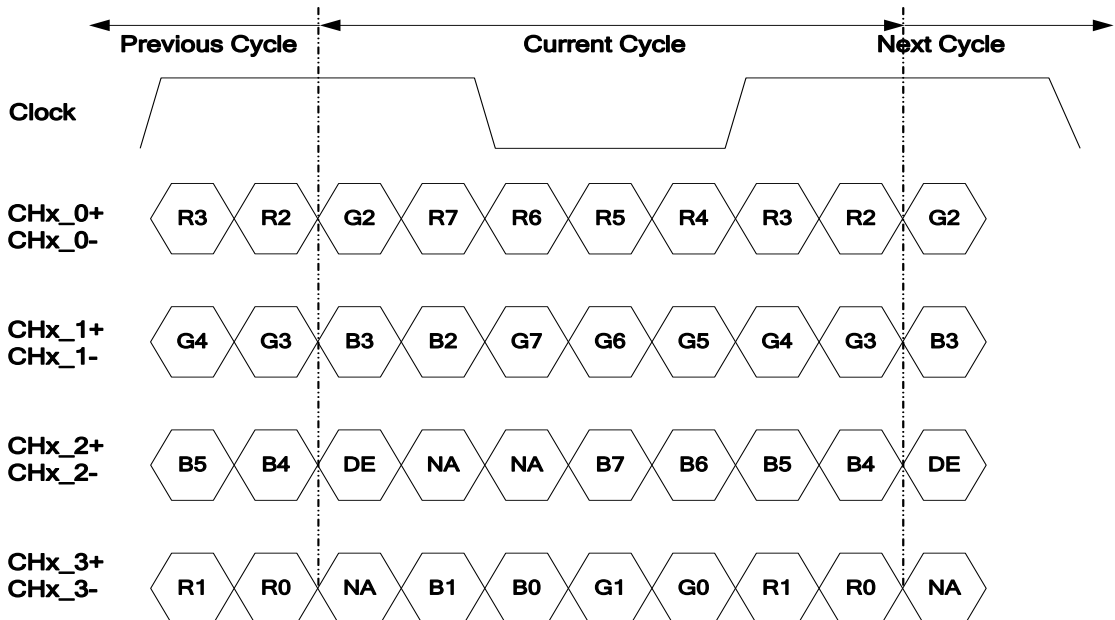 Previous Cycle Current Cycle Next Cycle
Clock
CHx_0+
CHx_0-
R3 R2 G2 R7 R6 R5 R4 R3 R2 G2
CHx_1+
CHx_1-
G4 G3 B3 B2 G7 G6 G5 G4 G3 B3
CHx_2+
CHx_2-
B5 B4 DE NA NA B7 B6 B5 B4 DE
CHx_3+
CHx_3-
R1 R0 NA B1 B0 G1 G0 R1 R0 NA